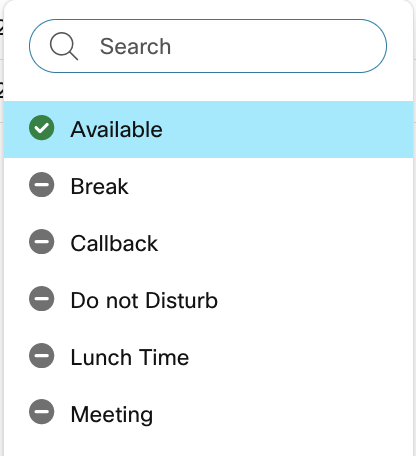 Search
Available
Break
Callback
Do not Disturb
Lunch Time
Meeting